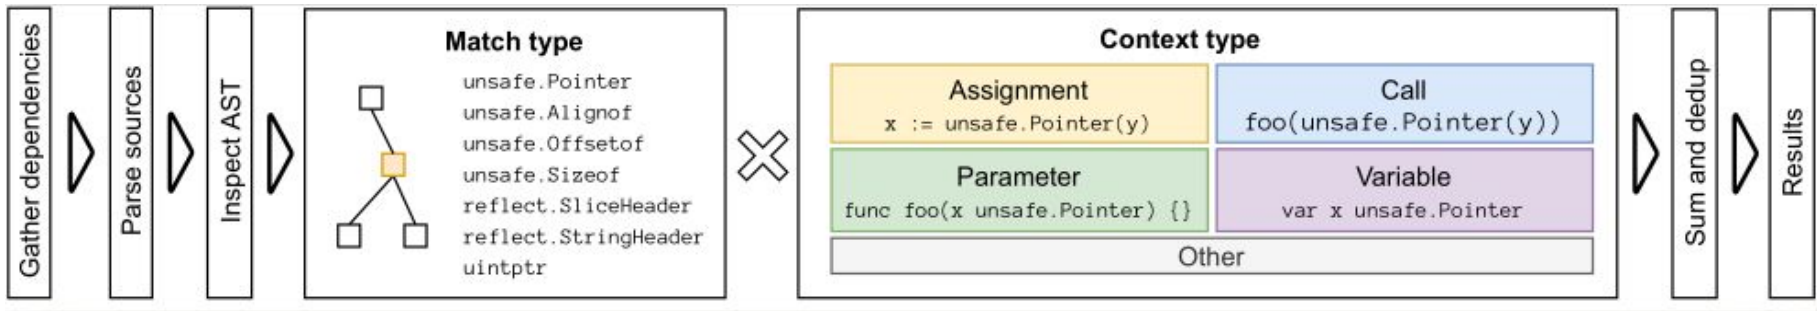 Gather dependencies
Parse sources
Inspect AST
Match type
unsafe.Pointer
unsafe.Alignof
unsafe.Offsetof
unsafe.Sizeof
reflect.SliceHeader
reflect.StringHeader
uintptr
Context type
Assignment
x := unsafe.Pointer(y)
Call
foo(unsafe.Pointer(y))
Parameter
func foo(x unsafe.Pointer) {}
Variable
var x unsafe.Pointer
Other
Sum and dedup
Results